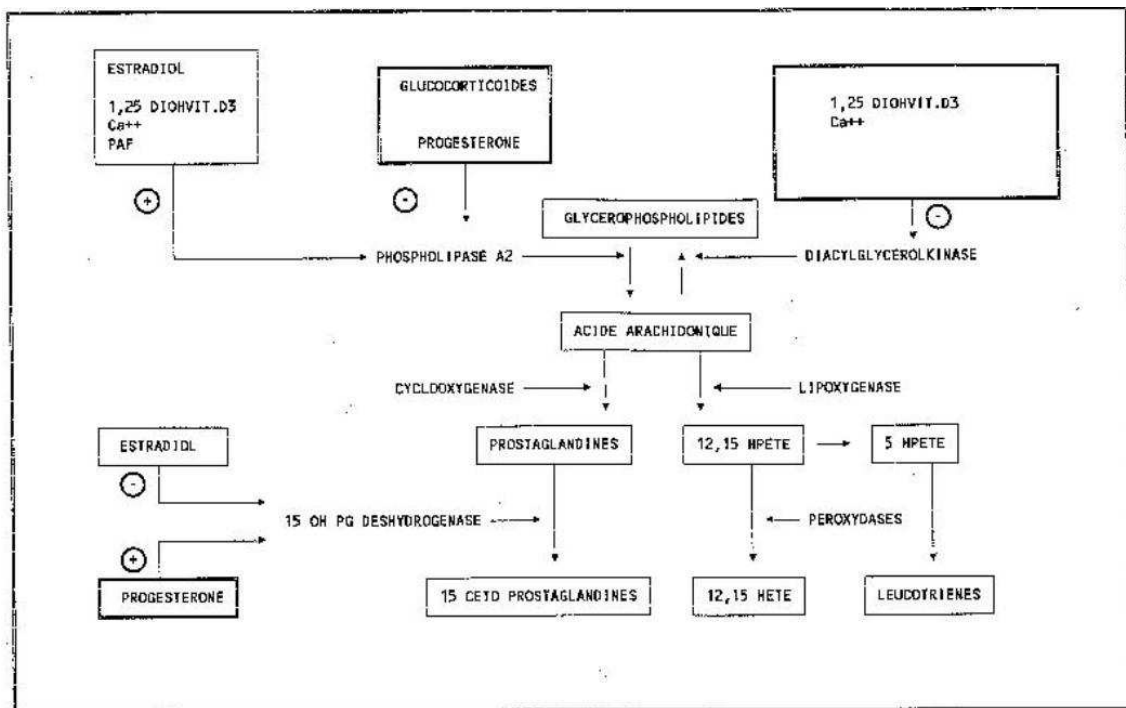 ESTRADIOL
1,25 DIOHVIT.D3
Ca++
PAF
GLUCOCORTICOIDES
PROGESTERONE
1,25 DIOHVIT.D3
Ca++
+
-
-
GLYCEROPHOSPHOLIPIDES
PHOSPHOLIPASE A2
DIACYLGLYCEROLKINASE
ACIDE ARACHIDONIQUE
CYCLOOXYGENASE
LIPOXYGENASE
ESTRADIOL
PROSTAGLANDINES
12,15 HPETE
5 HPETE
-
15 OH PG DESHYDROGENASE
PEROXYDASES
+
PROGESTERONE
15 CETO PROSTAGLANDINES
12,15 HETE
LEUCOTRIENES